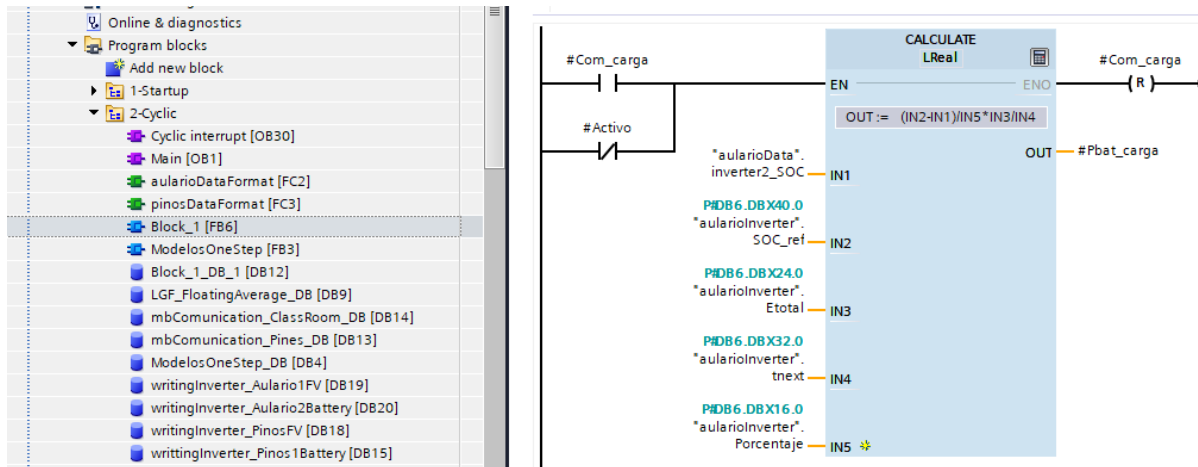 Online & diagnostics
Program blocks
Add new block
1-Startup
2-Cyclic
Cyclic interrupt [OB30]
Main [OB1]
aularioDataFormat [FC2]
pinosDataFormat [FC3]
Block_1 [FB6]
ModelosOneStep [FB3]
Block_1_DB_1 [DB12]
LGF_FloatingAverage_DB [DB9]
mbComunication_ClassRoom_DB [DB14]
mbComunication_Pines_DB [DB13]
ModelosOneStep_DB [DB4]
writingInverter_Aulario1FV [DB19]
writingInverter_Aulario2Battery [DB20]
writingInverter_PinosFV [DB18]
writtingInverter_Pinos1Battery [DB15]
CALCULATE
LReal
#Com_carga
#Com_carga
EN
ENO
R
OUT := (IN2-IN1)/IN5*IN3/IN4
#Activo
"aularioData".
inverter2_SOC
IN1
OUT
#Pbat_carga
P#DB6.DBX40.0
"aularioInverter".
SOC_ref
IN2
P#DB6.DBX24.0
"aularioInverter".
Etotal
IN3
P#DB6.DBX32.0
"aularioInverter".
tnext
IN4
P#DB6.DBX16.0
"aularioInverter".
Porcentaje
IN5